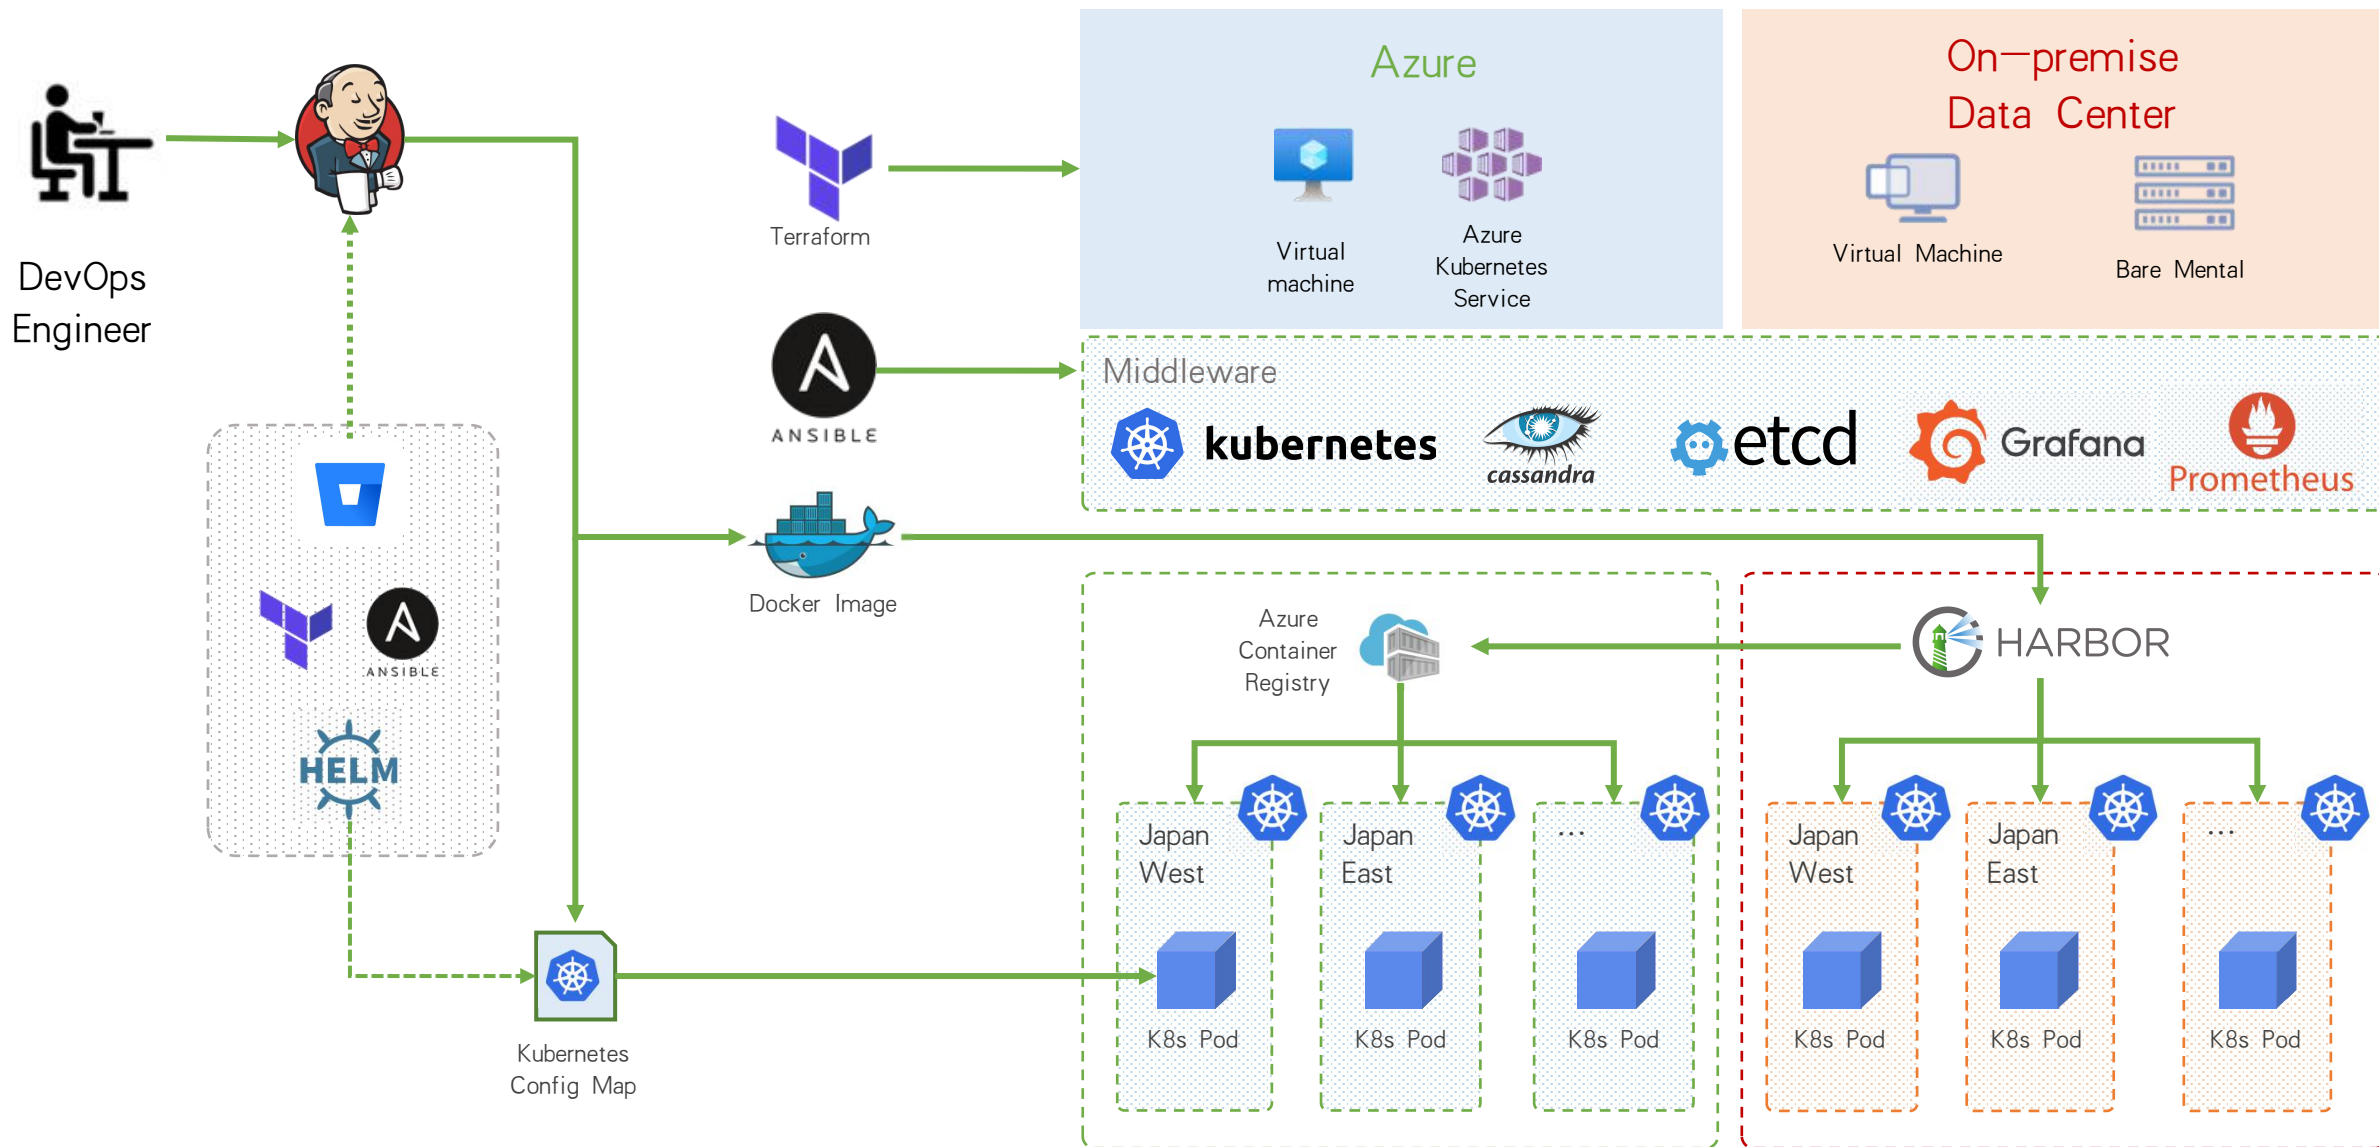 DevOps
Engineer
HELM
ANSIBLE
Terraform
ANSIBLE
Docker Image
Kubernetes
Config Map
Azure
Virtual
machine
Azure
Kubernetes
Service
On-premise
Data Center
Virtual Machine
Bare Mental
Middleware
kubernetes
cassandra
etcd
Grafana
Prometheus
Azure
Container
Registry
HARBOR
Japan
West
K8s Pod
Japan
East
K8s Pod
...
K8s Pod
Japan
West
K8s Pod
Japan
East
K8s Pod
...
K8s Pod